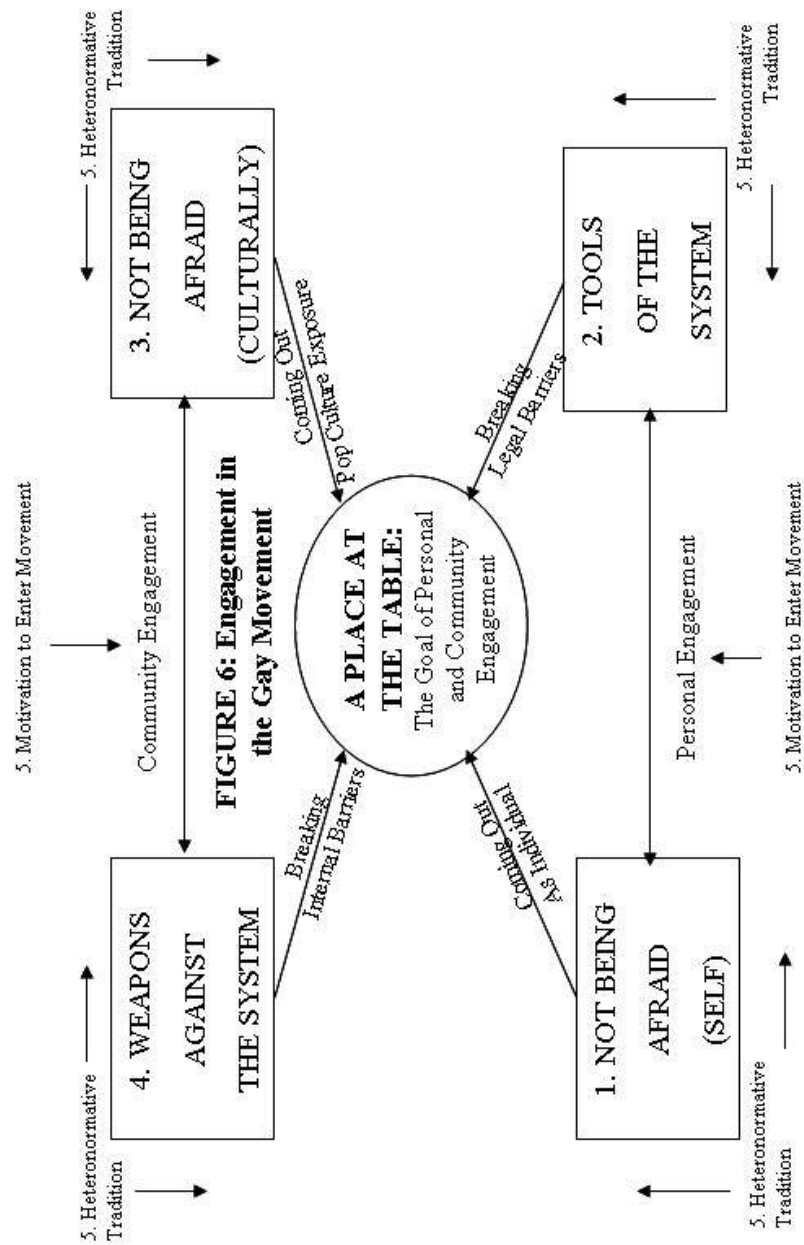 5. Motivation to Enter Movement
5. Heteronormative
Tradition
5. Heteronormative
Tradition
Community Engagement
4. WEAPONS
AGAINST
THE SYSTEM
3. NOT BEING
AFRAID
(CULTURALLY)
FIGURE 6: Engagement in
the Gay Movement
Breaking
Internal Barriers
Coming Out
Pop Culture Exposure
A PLACE AT
THE TABLE:
The Goal of Personal
and Community
Engagement
Coming Out
As Individual
Breaking
Legal Barriers
1. NOT BEING
AFRAID
(SELF)
2. TOOLS
OF THE
SYSTEM
Personal Engagement
5. Heteronormative
Tradition
5. Heteronormative
Tradition
5. Motivation to Enter Movement